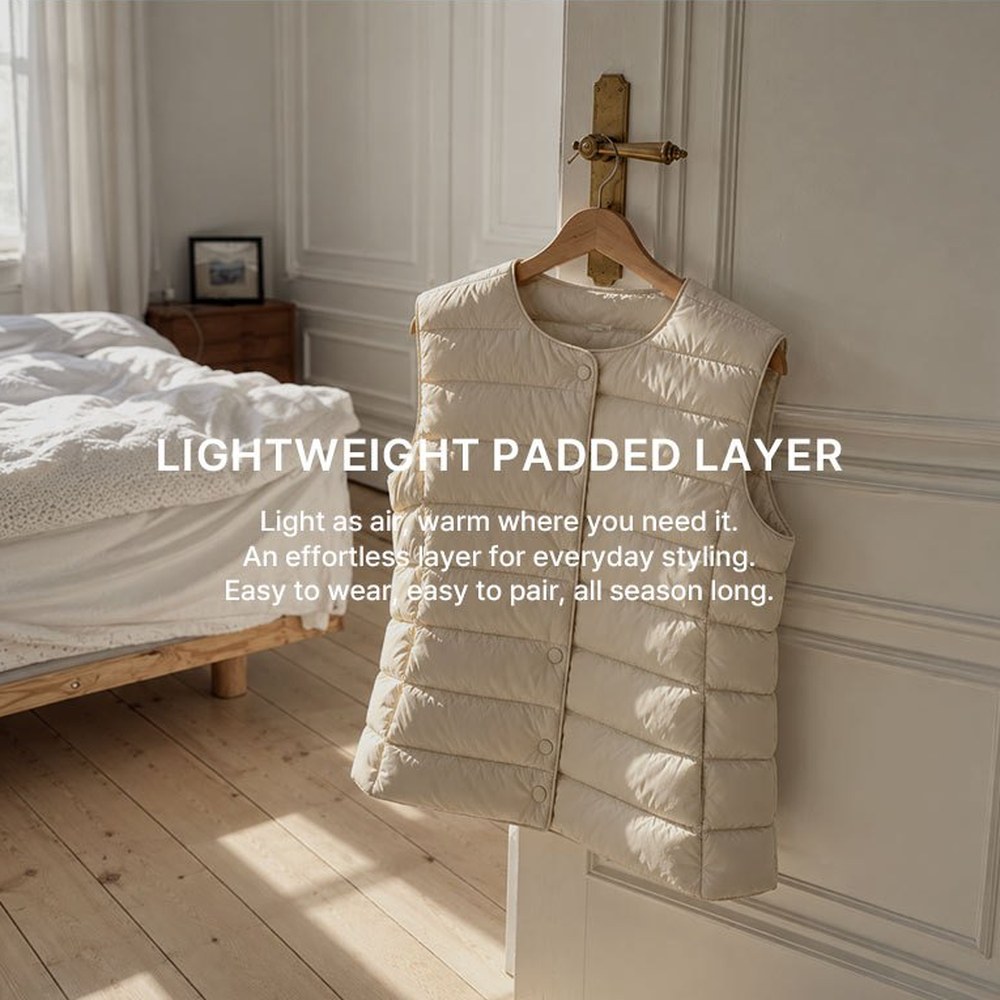 LIGHTWEIGHT PADDED LAYER
Light as air, warm where you need it.
An effortless layer for everyday styling.
Easy to wear, easy to pair, all season long.